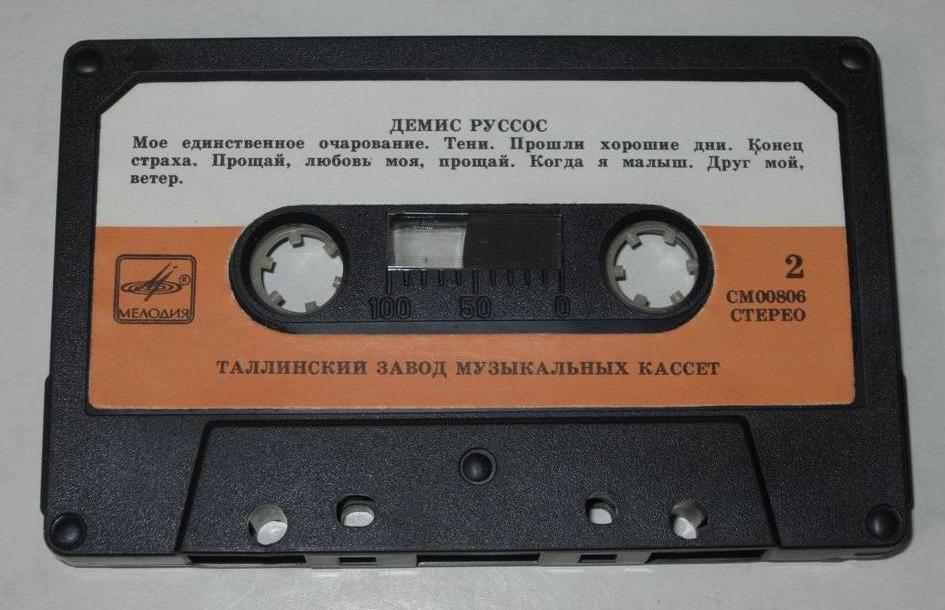 ДЕМИС РУССОС
Мое единственное очарование. Тени. Прошли хорошие дни. Конец
страха. Прощай, любовь моя, прощай. Когда я малыш. Друг мой,
ветер.
2
СМ00806
СТЕРЕО
МЕЛОДИЯ
100 50 0
ТАЛЛИНСКИЙ ЗАВОД МУЗЫКАЛЬНЫХ КАССЕТ